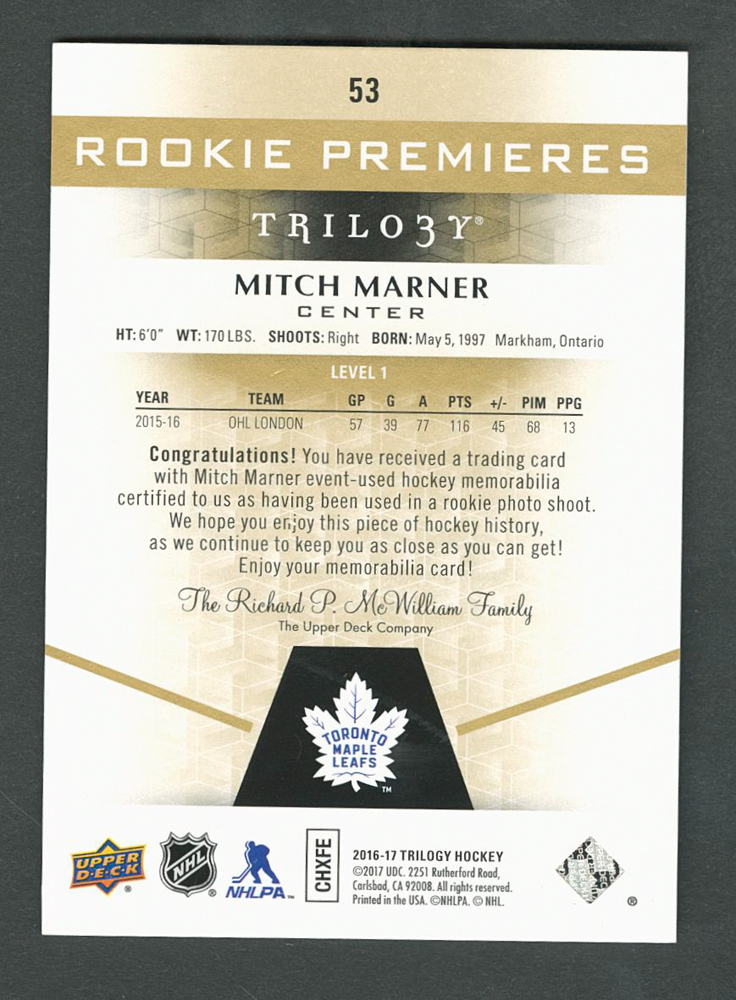 53
ROOKIE PREMIERES
TRILO3Y®
MITCH MARNER
CENTER
HT: 6'0" WT: 170 LBS. SHOOTS: Right BORN: May 5, 1997 Markham, Ontario
LEVEL 1
YEAR TEAM GP G A PTS +/- PIM PPG
2015-16 OHL LONDON 57 39 77 116 45 68 13
Congratulations! You have received a trading card
with Mitch Marner event-used hockey memorabilia
certified to us as having been used in a rookie photo shoot.
We hope you enjoy this piece of hockey history,
as we continue to keep you as close as you can get!
Enjoy your memorabilia card!
The Richard P. McWilliam Family
The Upper Deck Company
TORONTO
MAPLE
LEAFS
TM
UPPER
D·E·C·K
®
NHL
®
NHLPA™
CHXFE
2016-17 TRILOGY HOCKEY
©2017 UDC. 2251 Rutherford Road,
Carlsbad, CA 92008. All rights reserved.
Printed in the USA. ©NHLPA. © NHL.
®